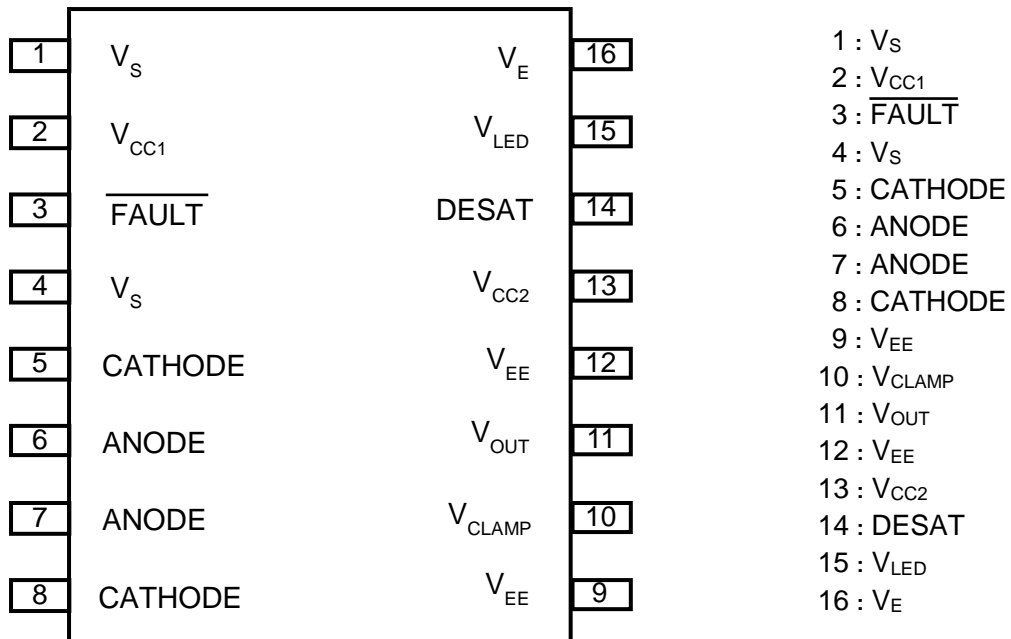 1 V_S V_E 16
2 V_CC1 V_LED 15
3 F̅A̅U̅L̅T̅ DESAT 14
4 V_S V_CC2 13
5 CATHODE V_EE 12
6 ANODE V_OUT 11
7 ANODE V_CLAMP 10
8 CATHODE V_EE 9
1 : V_S
2 : V_CC1
3 : F̅A̅U̅L̅T̅
4 : V_S
5 : CATHODE
6 : ANODE
7 : ANODE
8 : CATHODE
9 : V_EE
10 : V_CLAMP
11 : V_OUT
12 : V_EE
13 : V_CC2
14 : DESAT
15 : V_LED
16 : V_E